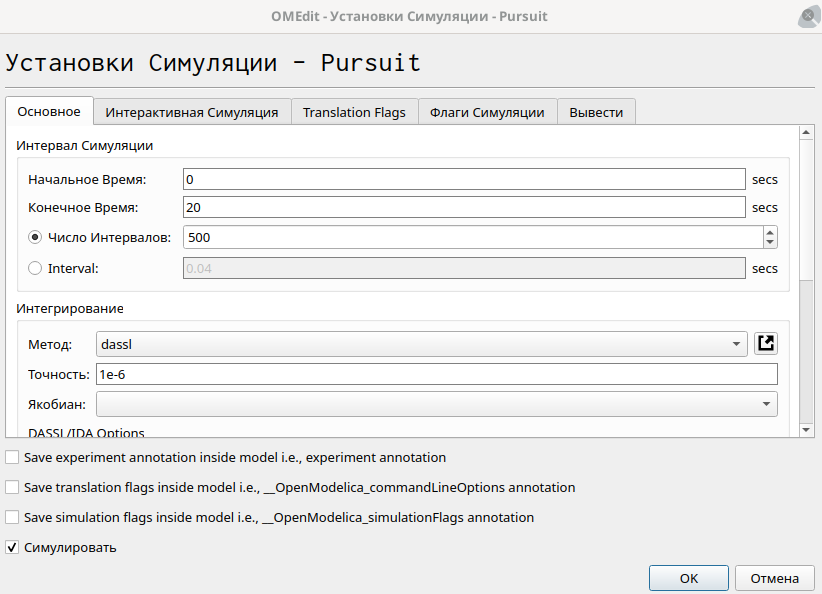 OMEdit - Установки Симуляции - Pursuit
Установки Симуляции - Pursuit
Основное Интерактивная Симуляция Translation Flags Флаги Симуляции Вывести
Интервал Симуляции
Начальное Время: 0 secs
Конечное Время: 20 secs
Число Интервалов: 500
Interval: 0.04 secs
Интегрирование
Метод: dassl
Точность: 1e-6
Якобиан:
DASSL/IDA Options
Save experiment annotation inside model i.e., experiment annotation
Save translation flags inside model i.e., __OpenModelica_commandLineOptions annotation
Save simulation flags inside model i.e., __OpenModelica_simulationFlags annotation
Симулировать
OK Отмена